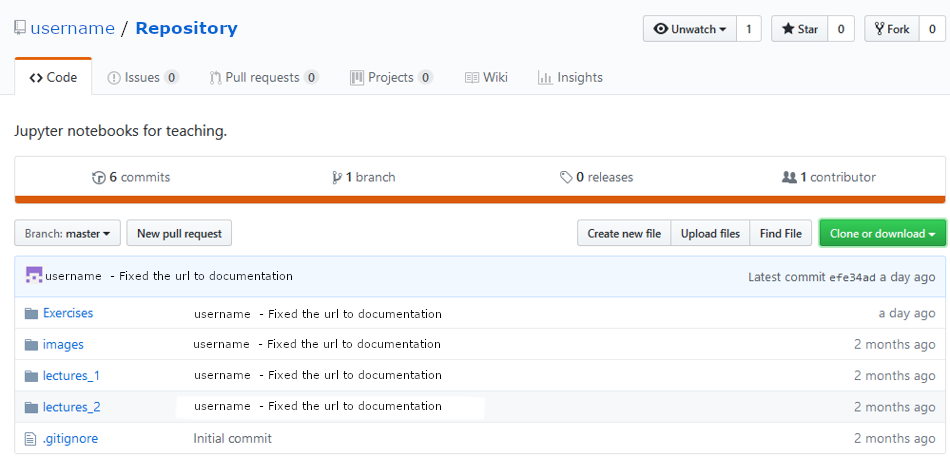 username / Repository Unwatch 1 Star 0 Fork 0
Code Issues 0 Pull requests 0 Projects 0 Wiki Insights
Jupyter notebooks for teaching.
6 commits 1 branch 0 releases 1 contributor
Branch: master New pull request Create new file Upload files Find File Clone or download
username - Fixed the url to documentation Latest commit efe34ad a day ago
Exercises username - Fixed the url to documentation a day ago
images username - Fixed the url to documentation 2 months ago
lectures_1 username - Fixed the url to documentation 2 months ago
lectures_2 username - Fixed the url to documentation 2 months ago
.gitignore Initial commit 2 months ago